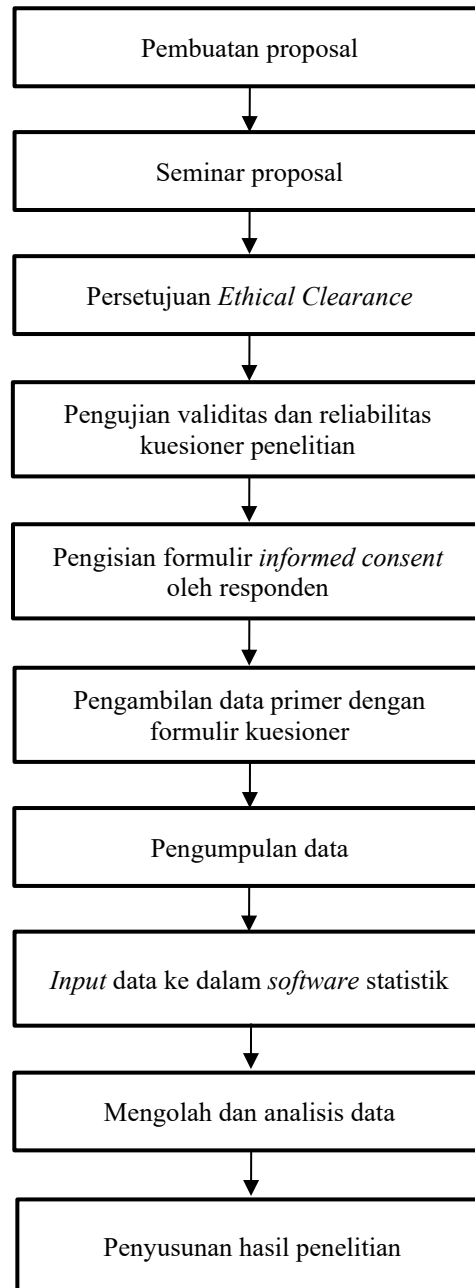 Pembuatan proposal
Seminar proposal
Persetujuan Ethical Clearance
Pengujian validitas dan reliabilitas
kuesioner penelitian
Pengisian formulir informed consent
oleh responden
Pengambilan data primer dengan
formulir kuesioner
Pengumpulan data
Input data ke dalam software statistik
Mengolah dan analisis data
Penyusunan hasil penelitian